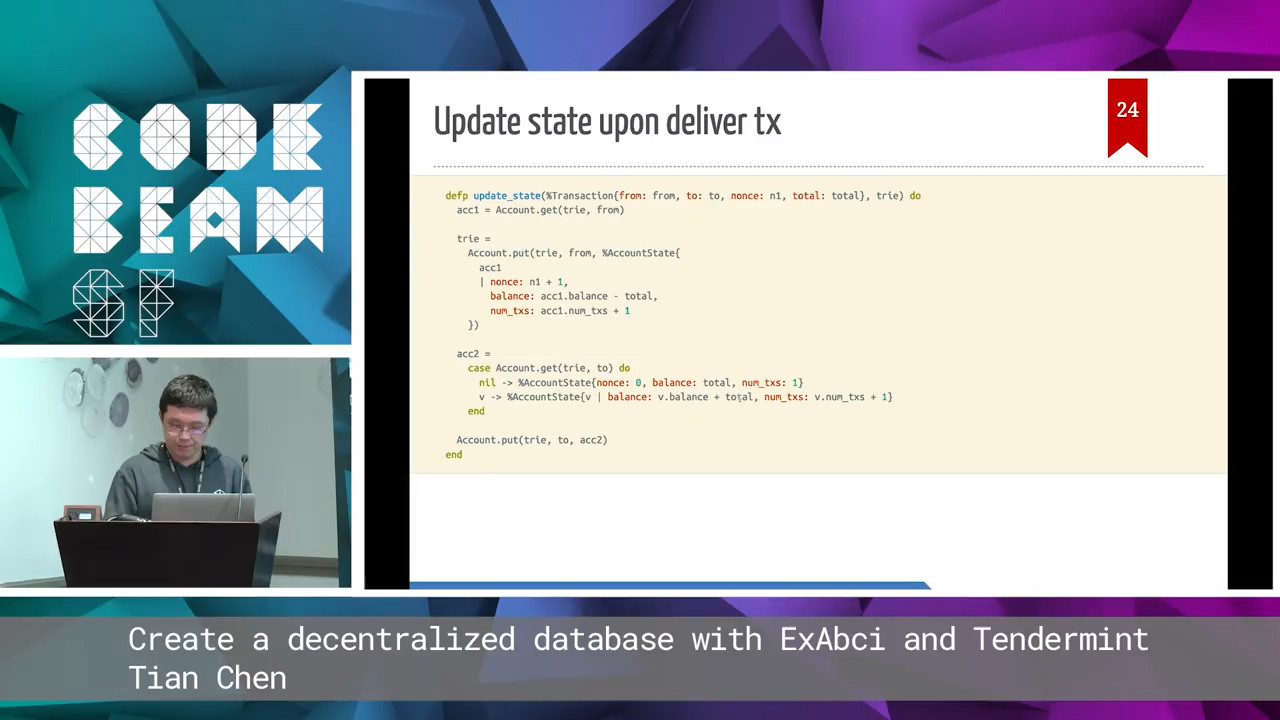 CODE
BEAM
SF
Update state upon deliver tx
24
defp update_state(%Transaction{from: from, to: to, nonce: n1, total: total}, trie) do
acc1 = Account.get(trie, from)
trie =
Account.put(trie, from, %AccountState{
acc1
| nonce: n1 + 1,
balance: acc1.balance - total,
num_txs: acc1.num_txs + 1
})
acc2 =
case Account.get(trie, to) do
nil -> %AccountState{nonce: 0, balance: total, num_txs: 1}
v -> %AccountState{v | balance: v.balance + total, num_txs: v.num_txs + 1}
end
Account.put(trie, to, acc2)
end
Create a decentralized database with ExAbci and Tendermint
Tian Chen